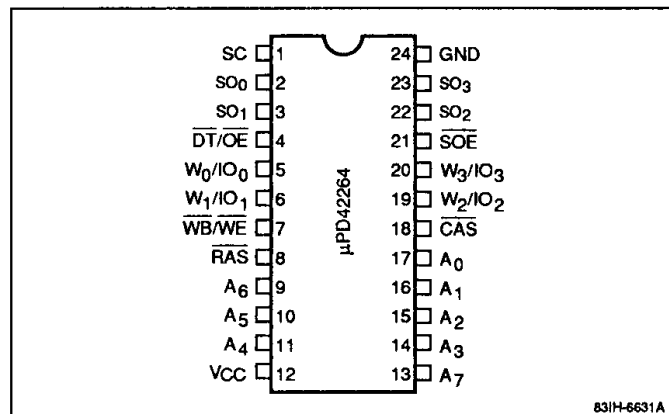 SC 1 24 GND
SO0 2 23 SO3
SO1 3 22 SO2
DT/OE 4 21 SOE
W0/IO0 5 20 W3/IO3
W1/IO1 6 19 W2/IO2
WB/WE 7 18 CAS
RAS 8 17 A0
A6 9 16 A1
A5 10 15 A2
A4 11 14 A3
VCC 12 13 A7
μPD42264
83IH-6631A